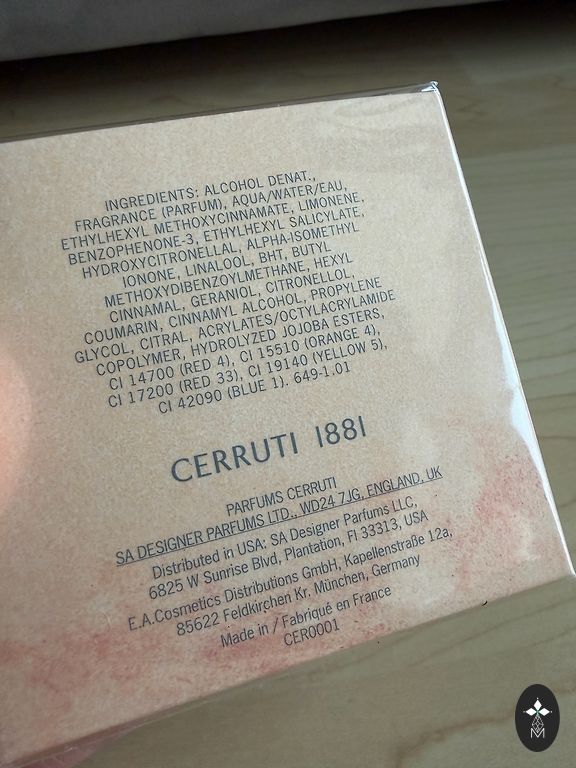 INGREDIENTS: ALCOHOL DENAT.,
FRAGRANCE (PARFUM), AQUA/WATER/EAU,
ETHYLHEXYL METHOXYCINNAMATE, LIMONENE,
BENZOPHENONE-3, ETHYLHEXYL SALICYLATE,
HYDROXYCITRONELLAL, ALPHA-ISOMETHYL
IONONE, LINALOOL, BHT, BUTYL
METHOXYDIBENZOYLMETHANE, HEXYL
CINNAMAL, GERANIOL, CITRONELLOL,
COUMARIN, CINNAMYL ALCOHOL, PROPYLENE
GLYCOL, CITRAL, ACRYLATES/OCTYLACRYLAMIDE
COPOLYMER, HYDROLYZED JOJOBA ESTERS,
CI 14700 (RED 4), CI 15510 (ORANGE 4),
CI 17200 (RED 33), CI 19140 (YELLOW 5),
CI 42090 (BLUE 1). 649-1.01
CERRUTI 1881
PARFUMS CERRUTI
SA DESIGNER PARFUMS LTD., WD24 7JG, ENGLAND, UK
Distributed in USA: SA Designer Parfums LLC,
6825 W Sunrise Blvd, Plantation, Fl 33313, USA
E.A.Cosmetics Distributions GmbH, Kapellenstraße 12a,
85622 Feldkirchen Kr. München, Germany
Made in / Fabriqué en France
CER0001
M